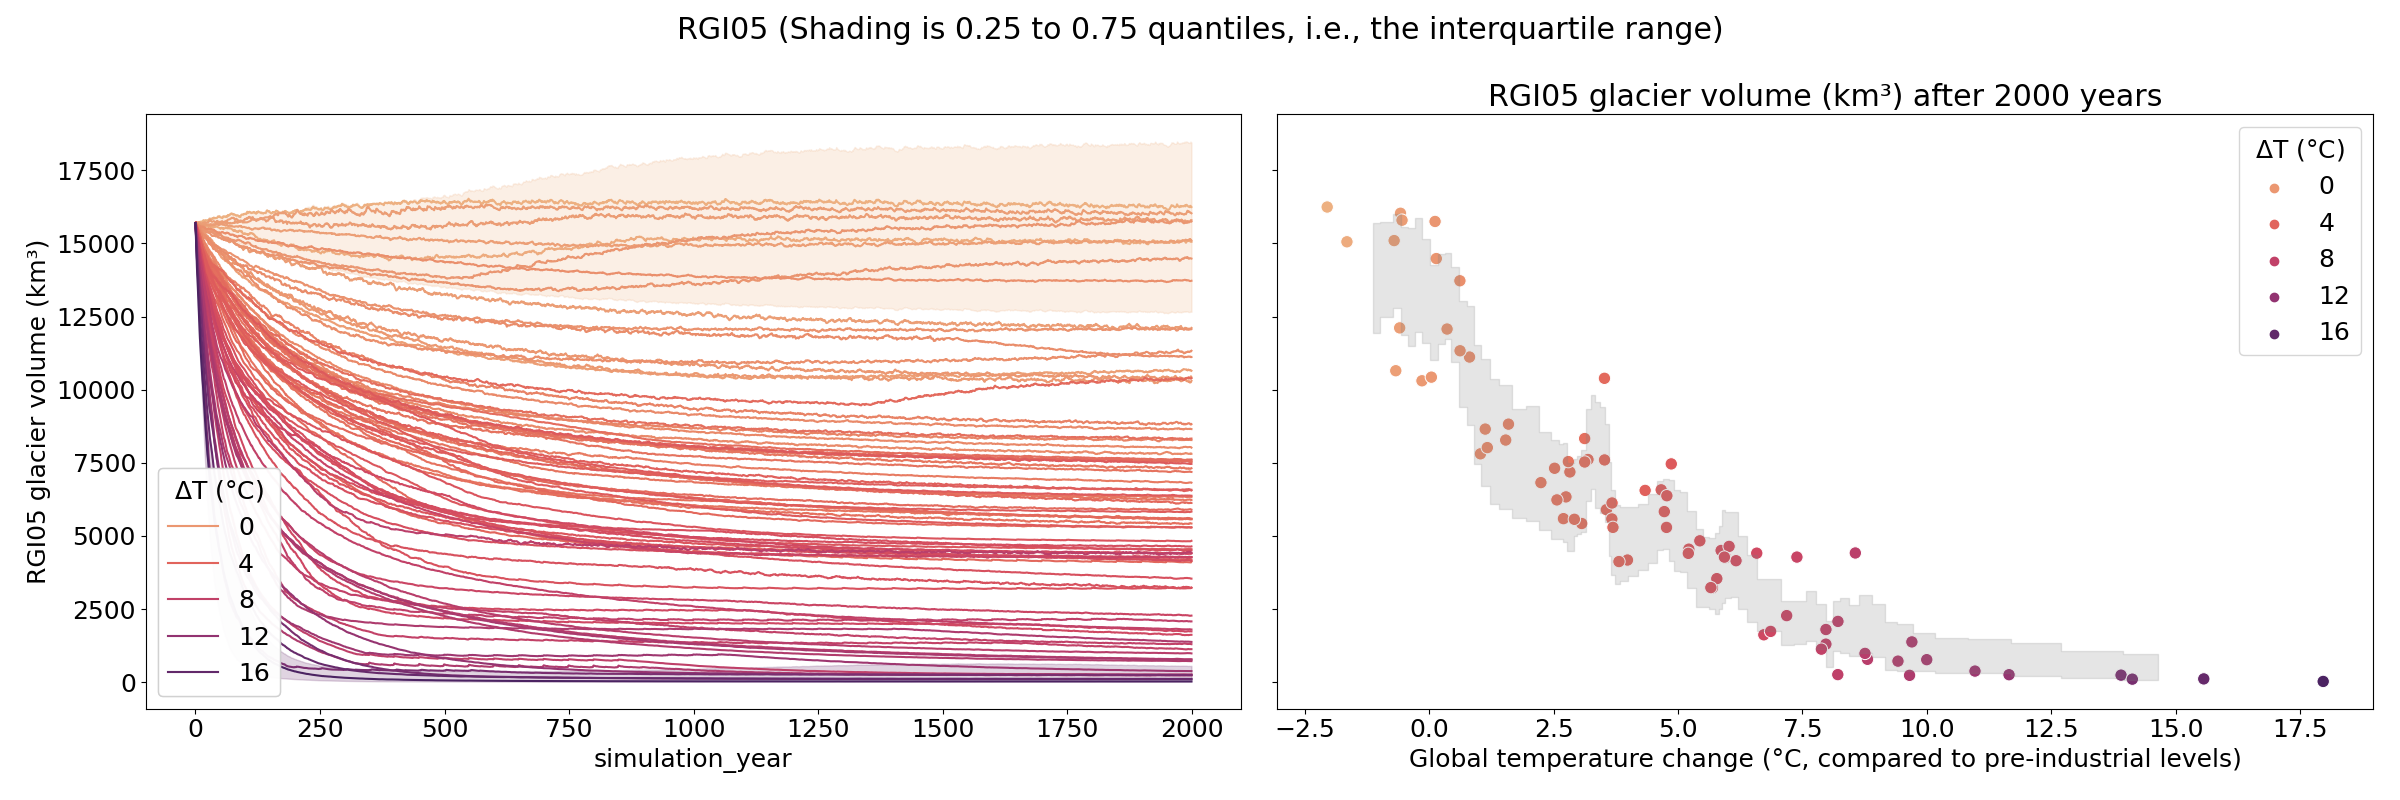 RGI05 (Shading is 0.25 to 0.75 quantiles, i.e., the interquartile range)
RGI05 glacier volume (km³)
17500
15000
12500
10000
7500
5000
2500
0
ΔT (°C)
0
4
8
12
16
0 250 500 750 1000 1250 1500 1750 2000
simulation_year
RGI05 glacier volume (km³) after 2000 years
ΔT (°C)
0
4
8
12
16
−2.5 0.0 2.5 5.0 7.5 10.0 12.5 15.0 17.5
Global temperature change (°C, compared to pre-industrial levels)